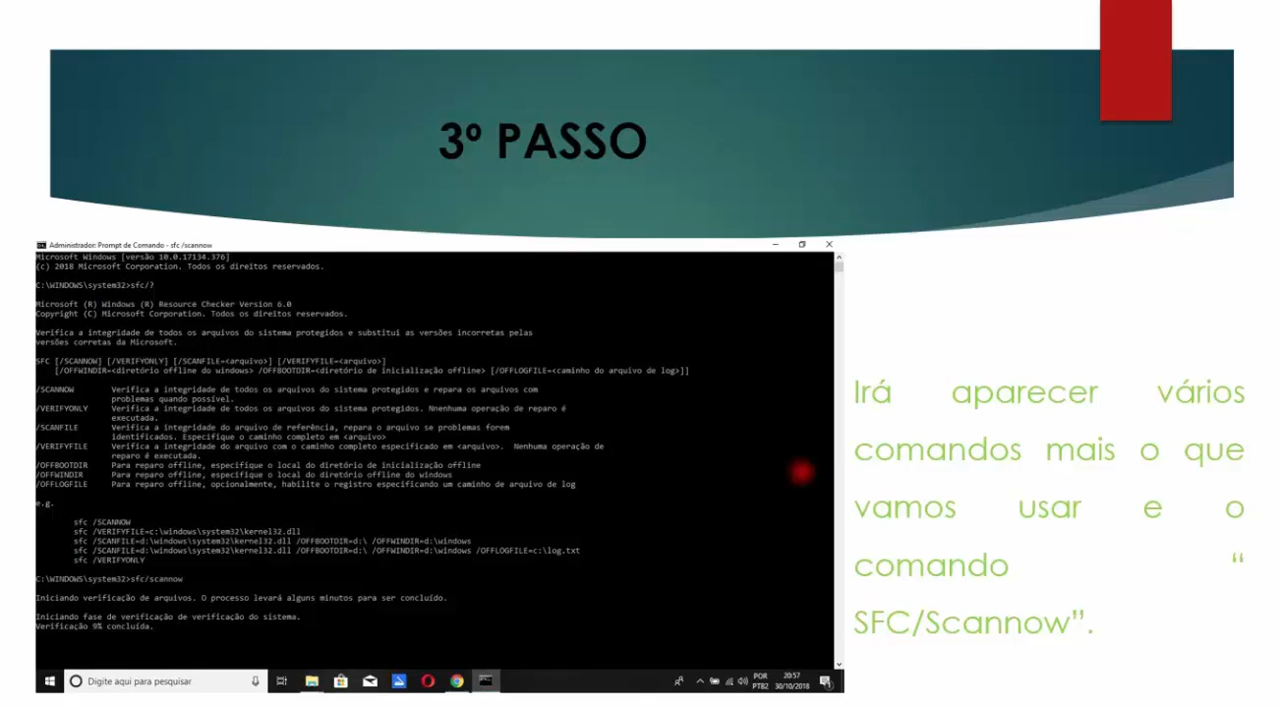 3º PASSO
Administrador: Prompt de Comando - sfc /scannow
Microsoft Windows [versão 10.0.17134.376]
(c) 2018 Microsoft Corporation. Todos os direitos reservados.
C:\WINDOWS\system32>sfc/?
Microsoft (R) Windows (R) Resource Checker Version 6.0
Copyright (C) Microsoft Corporation. Todos os direitos reservados.
Verifica a integridade de todos os arquivos do sistema protegidos e substitui as versões incorretas pelas
versões corretas da Microsoft.
SFC [/SCANNOW] [/VERIFYONLY] [/SCANFILE=<arquivo>] [/VERIFYFILE=<arquivo>]
[/OFFWINDIR=<diretório offline do windows> /OFFBOOTDIR=<diretório de inicialização offline> [/OFFLOGFILE=<caminho do arquivo de log>]]
/SCANNOW Verifica a integridade de todos os arquivos do sistema protegidos e repara os arquivos com
problemas quando possível.
/VERIFYONLY Verifica a integridade de todos os arquivos do sistema protegidos. Nnenhuma operação de reparo é
executada.
/SCANFILE Verifica a integridade do arquivo de referência, repara o arquivo se problemas forem
identificados. Especifique o caminho completo em <arquivo>
/VERIFYFILE Verifica a integridade do arquivo com o caminho completo especificado em <arquivo>. Nenhuma operação de
reparo é executada.
/OFFBOOTDIR Para reparo offline, especifique o local do diretório de inicialização offline
/OFFWINDIR Para reparo offline, especifique o local do diretório offline do windows
/OFFLOGFILE Para reparo offline, opcionalmente, habilite o registro especificando um caminho de arquivo de log
e.g.
sfc /SCANNOW
sfc /VERIFYFILE=c:\windows\system32\kernel32.dll
sfc /SCANFILE=d:\windows\system32\kernel32.dll /OFFBOOTDIR=d:\ /OFFWINDIR=d:\windows
sfc /SCANFILE=d:\windows\system32\kernel32.dll /OFFBOOTDIR=d:\ /OFFWINDIR=d:\windows /OFFLOGFILE=c:\log.txt
sfc /VERIFYONLY
C:\WINDOWS\system32>sfc/scannow
Iniciando verificação de arquivos. O processo levará alguns minutos para ser concluído.
Iniciando fase de verificação de verificação do sistema.
Verificação 9% concluída.
Digite aqui para pesquisar
POR
PTB2
20:57
30/10/2018
Irá aparecer vários
comandos mais o que
vamos usar e o
comando “
SFC/Scannow”.